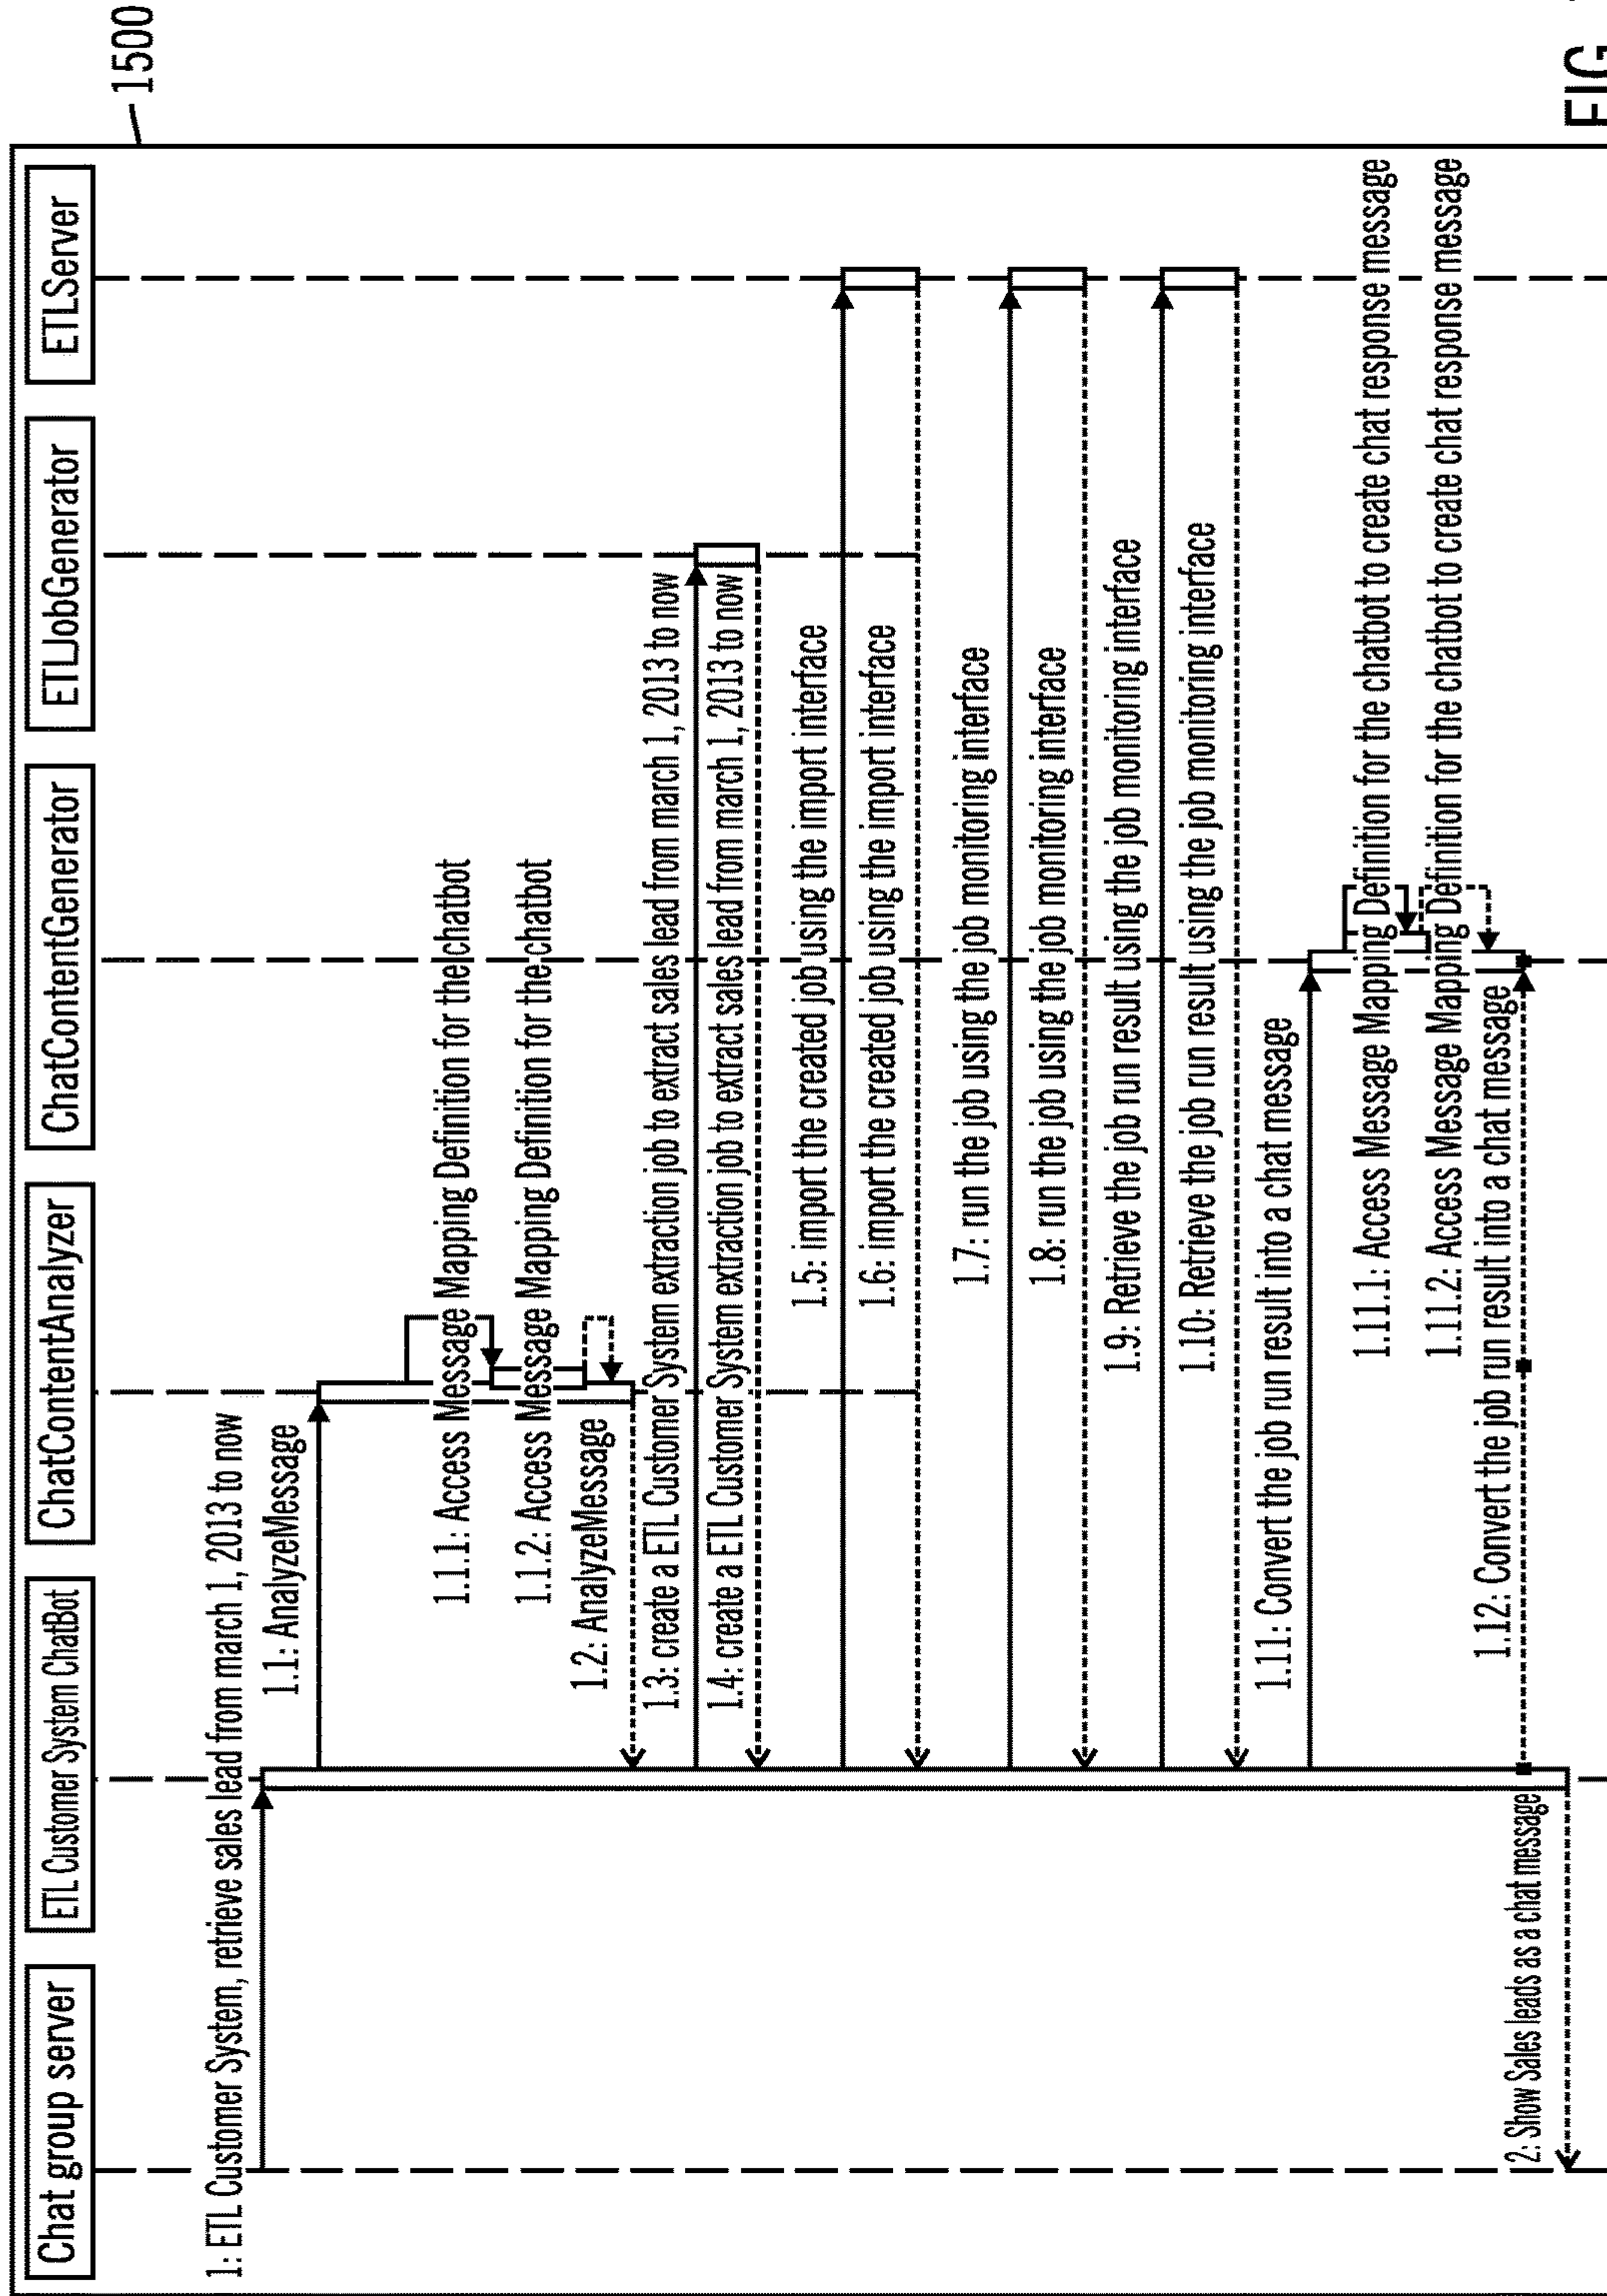 1500
Chat group server
ETL Customer System ChatBot
ChatContentAnalyzer
ChatContentGenerator
ETLJobGenerator
ETLServer
1: ETL Customer System, retrieve sales lead from march 1, 2013 to now
1.1: AnalyzeMessage
1.1.1: Access Message Mapping Definition for the chatbot
1.1.2: Access Message Mapping Definition for the chatbot
1.2: AnalyzeMessage
1.3: create a ETL Customer System extraction job to extract sales lead from march 1, 2013 to now
1.4: create a ETL Customer System extraction job to extract sales lead from march 1, 2013 to now
1.5: import the created job using the import interface
1.6: import the created job using the import interface
1.7: run the job using the job monitoring interface
1.8: run the job using the job monitoring interface
1.9: Retrieve the job run result using the job monitoring interface
1.10: Retrieve the job run result using the job monitoring interface
1.11: Convert the job run result into a chat message
1.11.1: Access Message Mapping Definition for the chatbot to create chat response message
1.11.2: Access Message Mapping Definition for the chatbot to create chat response message
1.12: Convert the job run result into a chat message
2: Show Sales leads as a chat message
FIG